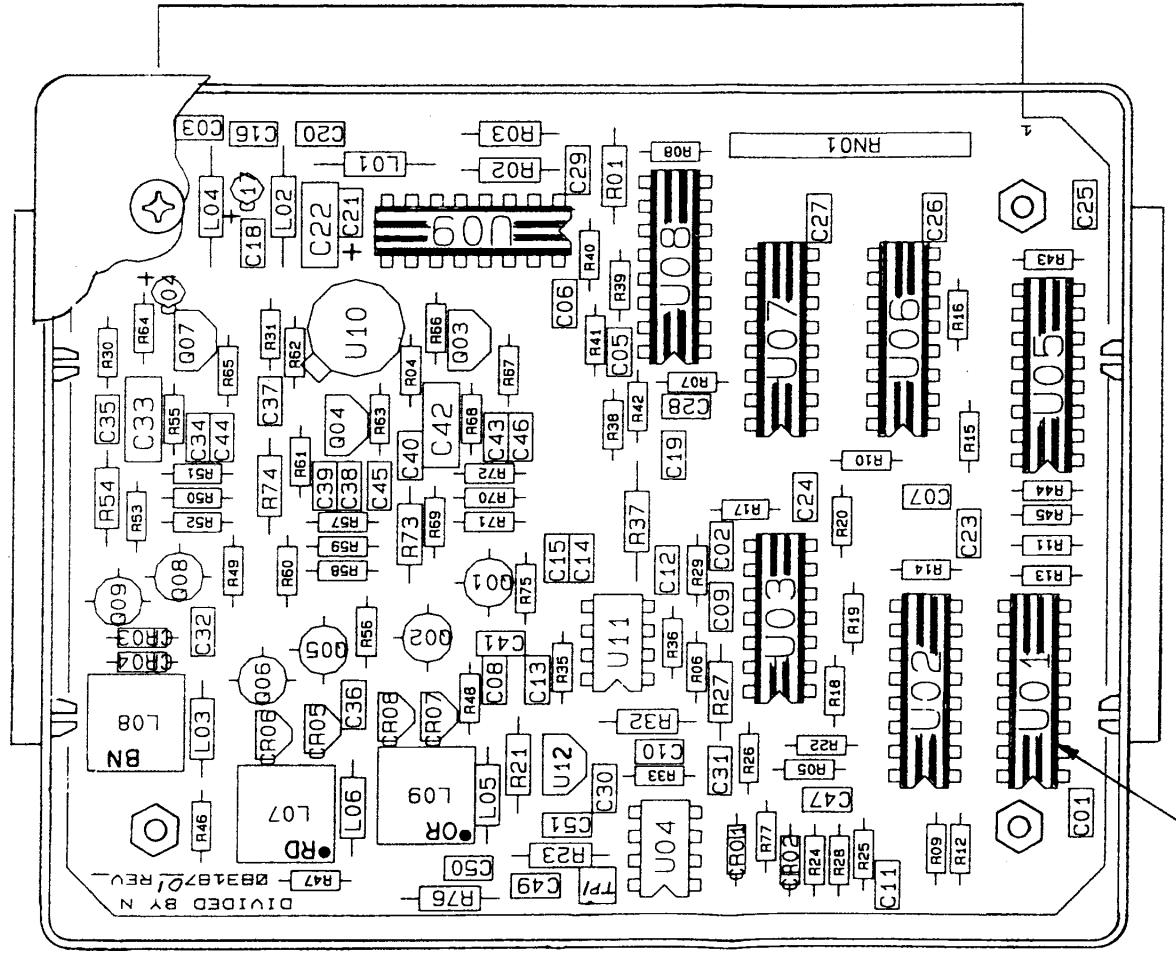 C03 C16 C20 R03 RN01 1
L01 R02 C29 R01 R08
L04 C17 L02 C22 C21 U09 U08 C27 C26 C25
+ C18 + R40 R43
+ C04 R39 C06
R64 Q07 R31 R62 U10 R66 Q03 R41 C05 U07 U06 R16 U05
R30 R65 R04 R67 R07
C35 C33 R55 C34 C44 C37 Q04 R63 C42 R68 C43 C46 R38 R42 C28 R15
R51 R61 C39 C38 C45 C40 R72 C19 R10
R54 R53 R50 R74 R70 R37 C24 C07 R44
R52 R57 R73 R69 R71 R17 R20 C23 R45
R59 C15 C14 C02 R11
Q09 Q08 R49 R60 R58 Q01 R75 C12 R29 U03 R14 R13
CR03 C32 R56 Q02 C41 U11 R36 C09 R19
CR04 Q05 R35 R06 U02 U01
L08 Q06 C36 R48 C08 C13 R27 R18
BN L03 CR06 CR05 CR08 CR07 R32
R21 U12 C10 R26 R22
L07 L06 L09 L05 C30 R33 C31 R05
R46 •RD •OR C51 U04 C47 C01
R23 CR01 R77 CR02 R24 R28 R25 R09 R12
0831870/ REV_ R47 C50 C11
DIVIDED BY N R76 C49 TP1